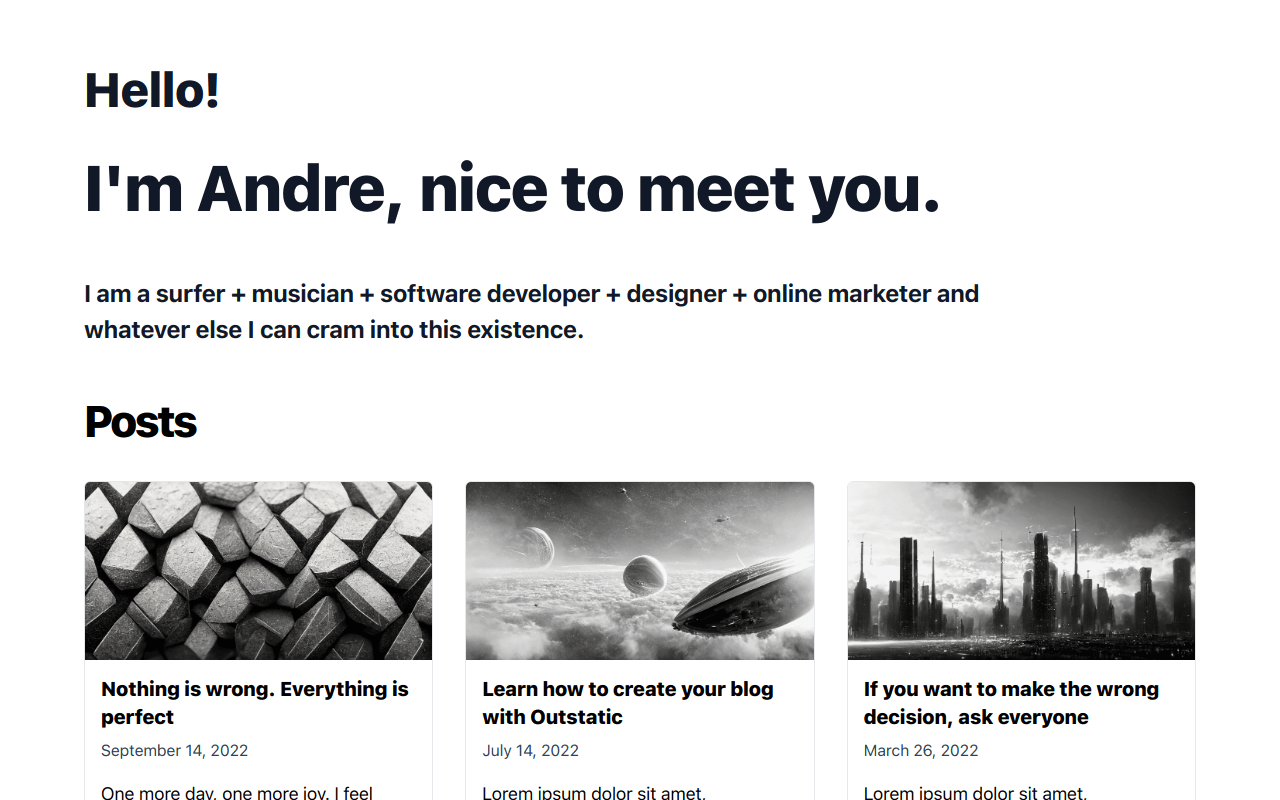 Hello!
I'm Andre, nice to meet you.
I am a surfer + musician + software developer + designer + online marketer and
whatever else I can cram into this existence.
Posts
Nothing is wrong. Everything is
perfect
September 14, 2022
One more day, one more joy. I feel
Learn how to create your blog
with Outstatic
July 14, 2022
Lorem ipsum dolor sit amet,
If you want to make the wrong
decision, ask everyone
March 26, 2022
Lorem ipsum dolor sit amet,